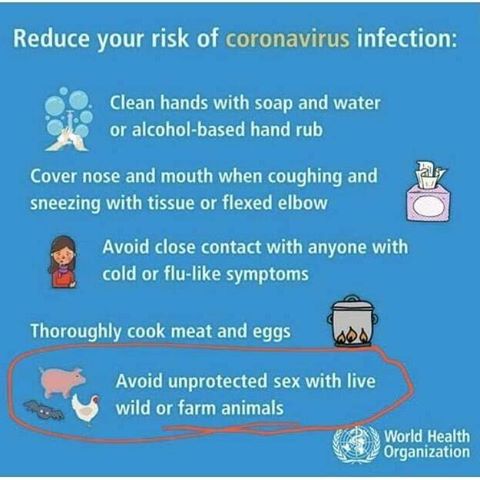 Reduce your risk of coronavirus infection:
Clean hands with soap and water
or alcohol-based hand rub
Cover nose and mouth when coughing and
sneezing with tissue or flexed elbow
Avoid close contact with anyone with
cold or flu-like symptoms
Thoroughly cook meat and eggs
Avoid unprotected sex with live
wild or farm animals
World Health
Organization